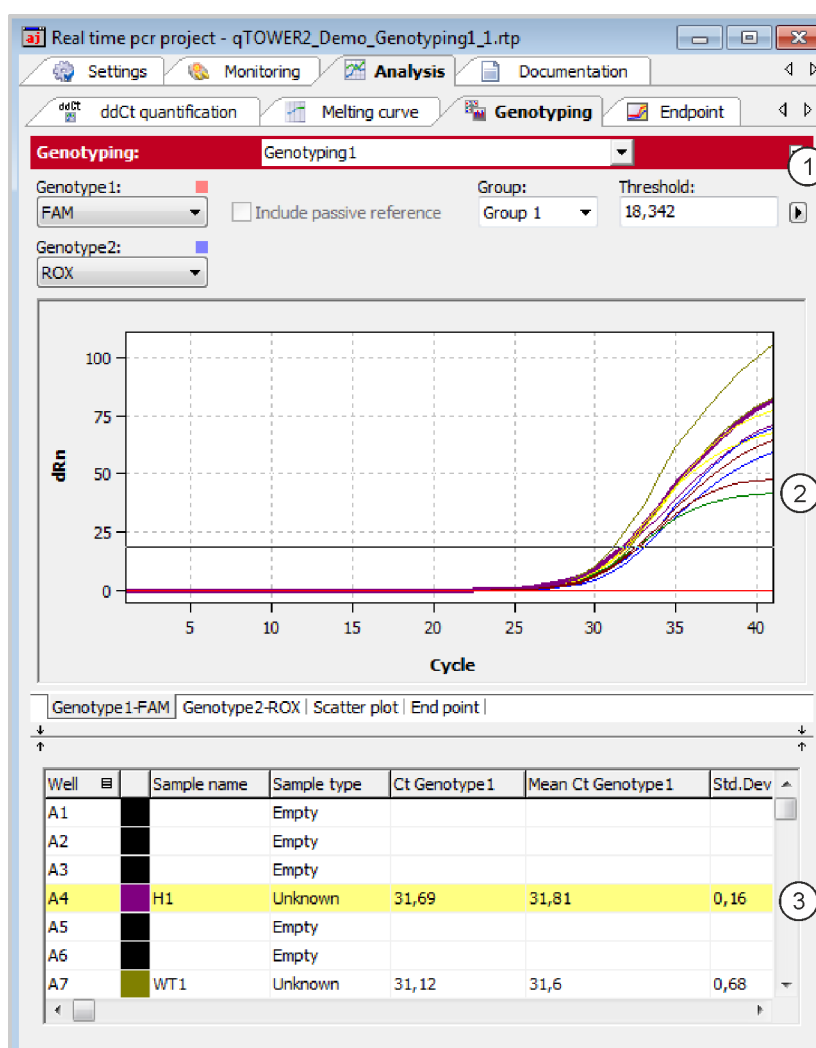 aj Real time pcr project - qTOWER2_Demo_Genotyping1_1.rtp
Settings Monitoring Analysis Documentation
ddCt ddCt quantification Melting curve Genotyping Endpoint
Genotyping: Genotyping1
1
Genotype1: Group: Threshold:
FAM Include passive reference Group 1 18,342
Genotype2:
ROX
100
75
50
25
0
dRn
2
5 10 15 20 25 30 35 40
Cycle
Genotype1-FAM Genotype2-ROX Scatter plot End point
Well Sample name Sample type Ct Genotype1 Mean Ct Genotype1 Std.Dev
A1 Empty
A2 Empty
A3 Empty
A4 H1 Unknown 31,69 31,81 0,16
3
A5 Empty
A6 Empty
A7 WT1 Unknown 31,12 31,6 0,68